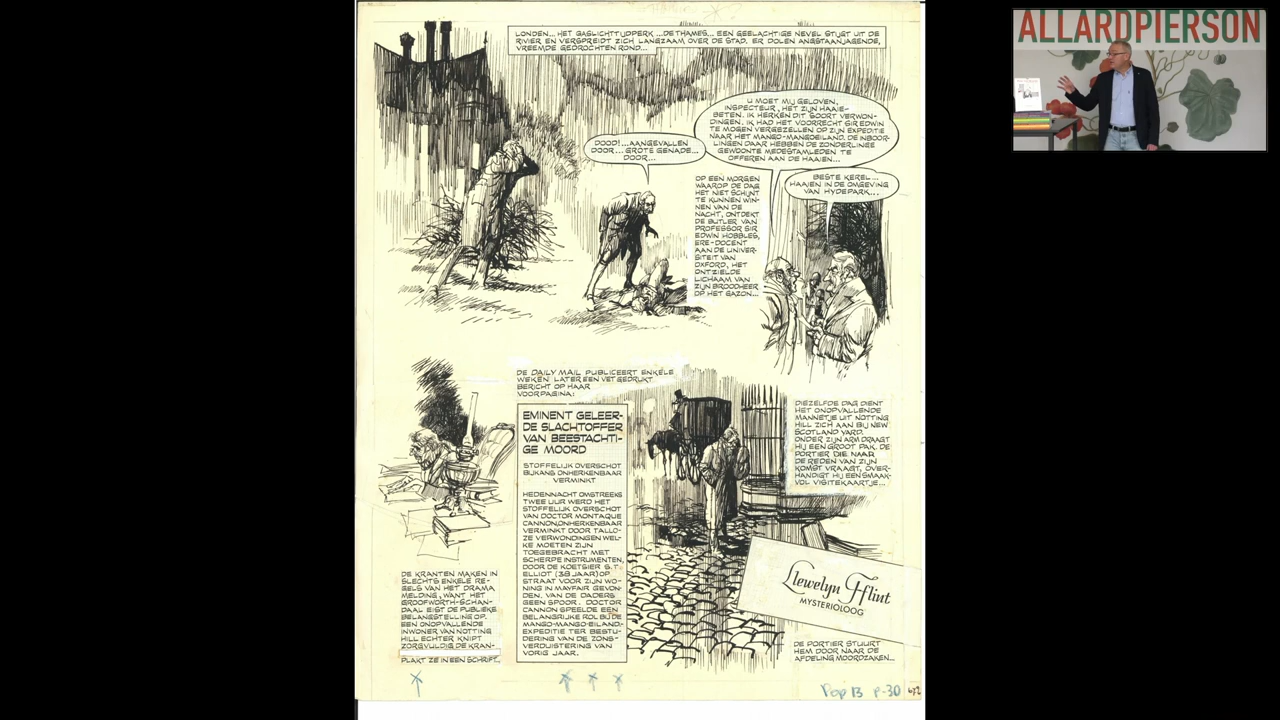 LONDEN... HET GASLICHTTIJDPERK ...DE THAMES... EEN GEELACHTIGE NEVEL STIJGT UIT DE
RIVIER EN VERSPREIDT ZICH LANGZAAM OVER DE STAD. ER DOLEN ANGSTAANJAGENDE,
VREEMDE GEDROCHTEN ROND...
DOOD!...AANGEVALLEN
DOOR... GROTE GENADE...
DOOR...
U MOET MIJ GELOVEN,
INSPECTEUR, HET ZIJN HAAIE-
BETEN. IK HERKEN DIT SOORT VERWON-
DINGEN. IK HAD HET VOORRECHT SIR EDWIN
TE MOGEN VERGEZELLEN OP ZIJN EXPEDITIE
NAAR HET MANGO-MANGOEILAND. DE INBOOR-
LINGEN DAAR HEBBEN DE ZONDERLINGE
GEWOONTE MEDESTAMLEDEN TE
OFFEREN AAN DE HAAIEN...
BESTE KEREL...
HAAIEN IN DE OMGEVING
VAN HYDEPARK...
OP EEN MORGEN
WAAROP DE DAG
HET NIET SCHIJNT
TE KUNNEN WIN-
NEN VAN DE
NACHT, ONTDEKT
DE BUTLER VAN
PROFESSOR SIR
EDWIN HOBBLES,
ERE-DOCENT
AAN DE UNIVER-
SITEIT VAN
OXFORD, HET
ONTZIELDE
LICHAAM VAN
ZIJN BROODHEER
OP HET GAZON...
DE KRANTEN MAKEN IN
SLECHTS ENKELE RE-
GELS VAN HET DRAMA
MELDING, WANT HET
GROOFWORTH-SCHAN-
DAAL EIST DE PUBLIEKE
BELANGSTELLING OP.
EEN ONOPVALLENDE
INWONER VAN NOTTING
HILL ECHTER KNIPT
ZORGVULDIG DE KRAN-
PLAKT ZE IN EEN SCHRIFT.
DE DAILY MAIL PUBLICEERT ENKELE
WEKEN LATER EEN VET GEDRUKT
BERICHT OP HAAR
VOORPAGINA:
EMINENT GELEER-
DE SLACHTOFFER
VAN BEESTACHTI-
GE MOORD
STOFFELIJK OVERSCHOT
BIJKANS ONHERKENBAAR
VERMINKT
HEDENNACHT OMSTREEKS
TWEE UUR WERD HET
STOFFELIJK OVERSCHOT
VAN DOCTOR MONTAQUE
CANNON, ONHERKENBAAR
VERMINKT DOOR TALLO-
ZE VERWONDINGEN WEL-
KE MOETEN ZIJN
TOEGEBRACHT MET
SCHERPE INSTRUMENTEN,
DOOR DE KOETSIER S.T.
ELLIOT (38 JAAR) OP
STRAAT VOOR ZIJN WO-
NING IN MAYFAIR GEVON-
DEN. VAN DE DADERS
GEEN SPOOR. DOCTOR
CANNON SPEELDE EEN
BELANGRIJKE ROL BIJ DE
MANGO-MANGO-EILAND-
EXPEDITIE TER BESTU-
DERING VAN DE ZONS-
VERDUISTERING VAN
VORIG JAAR.
DIEZELFDE DAG DIENT
HET ONOPVALLENDE
MANNETJE UIT NOTTING
HILL ZICH AAN BIJ NEW
SCOTLAND YARD.
ONDER ZIJN ARM DRAAGT
HIJ EEN GROOT PAK. DE
PORTIER DIE NAAR
DE REDEN VAN ZIJN
KOMST VRAAGT, OVER-
HANDIGT HIJ EEN SMAAK-
VOL VISITEKAARTJE...
Llewelyn Fflint
MYSTERIOLOOG
DE PORTIER STUURT
HEM DOOR NAAR DE
AFDELING MOORDZAKEN...
Pep 13 p-30
ALLARDPIERSON